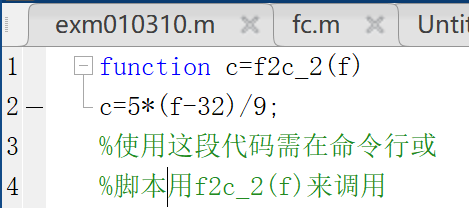 exm010310.m
fc.m
Unti
1 function c=f2c_2(f)
2 c=5*(f-32)/9;
3 %使用这段代码需在命令行或
4 %脚本用f2c_2(f)来调用